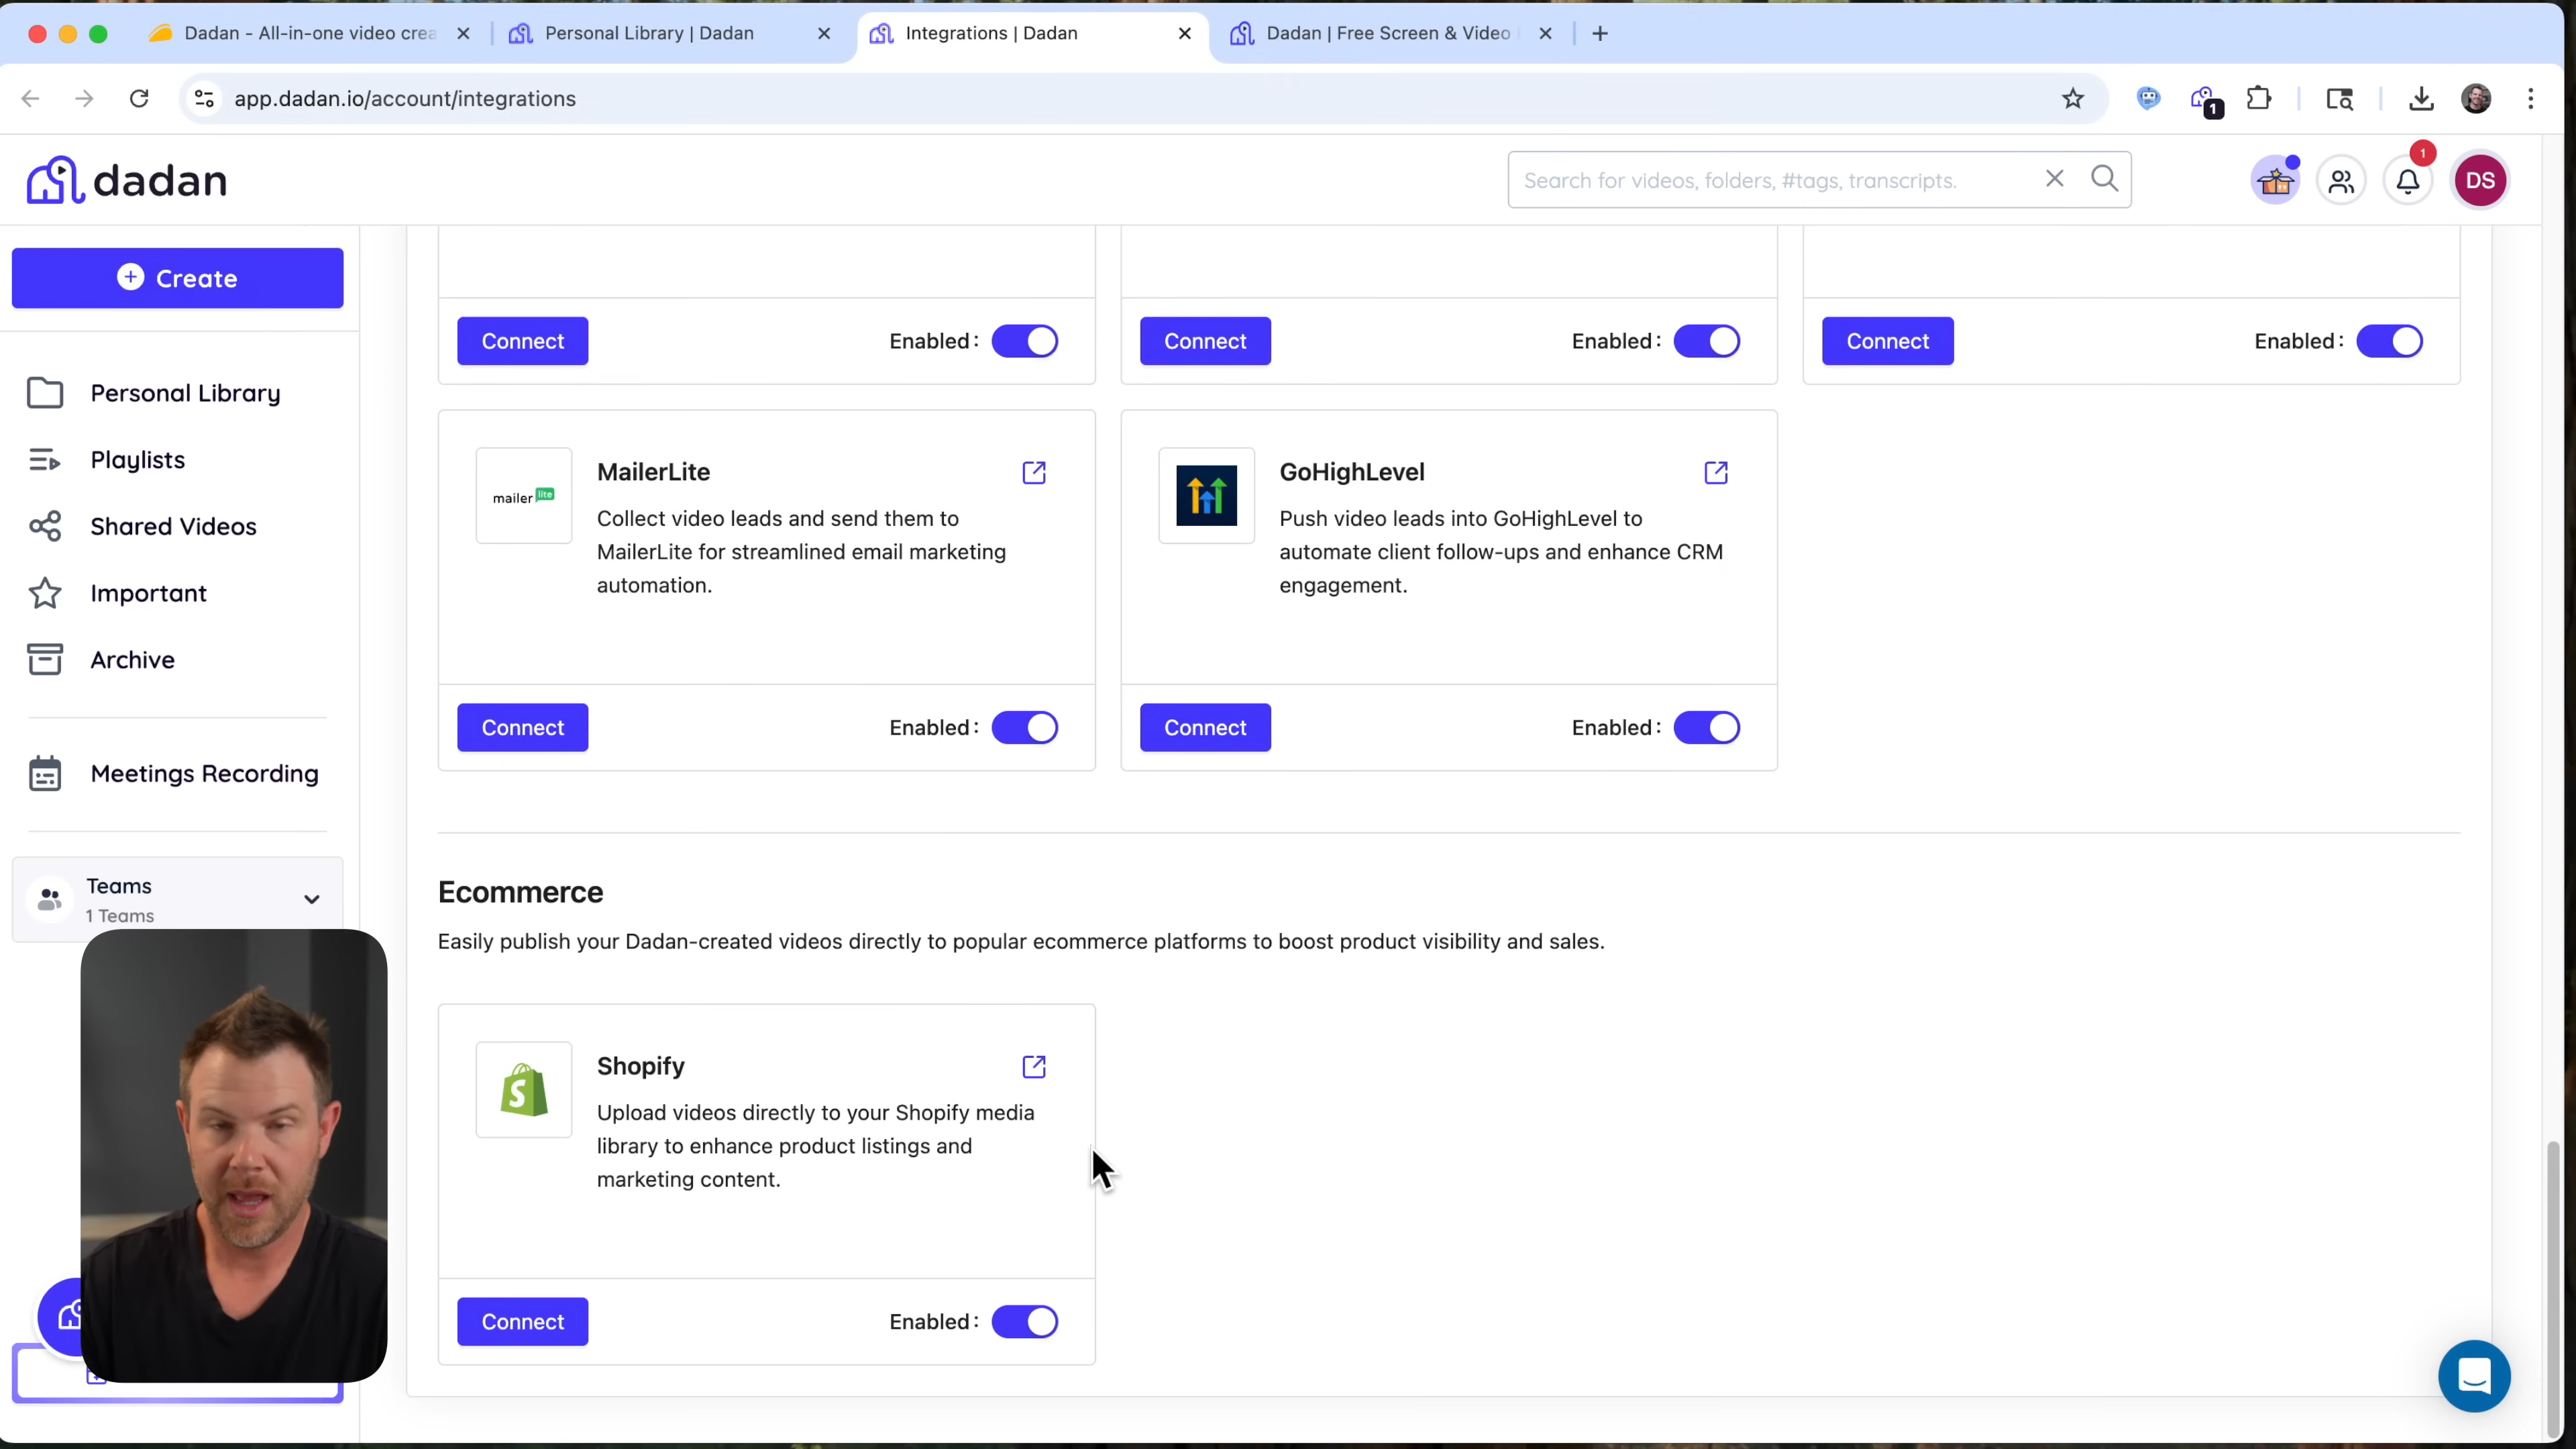 Dadan - All-in-one video crea
Personal Library | Dadan
Integrations | Dadan
Dadan | Free Screen & Video
app.dadan.io/account/integrations
1
dadan
Search for videos, folders, #tags, transcripts.
1
DS
Create
Personal Library
Playlists
Shared Videos
Important
Archive
Meetings Recording
Teams
1 Teams
Connect
Enabled :
Connect
Enabled :
Connect
Enabled :
mailer lite
MailerLite
Collect video leads and send them to
MailerLite for streamlined email marketing
automation.
Connect
Enabled :
GoHighLevel
Push video leads into GoHighLevel to
automate client follow-ups and enhance CRM
engagement.
Connect
Enabled :
Ecommerce
Easily publish your Dadan-created videos directly to popular ecommerce platforms to boost product visibility and sales.
Shopify
Upload videos directly to your Shopify media
library to enhance product listings and
marketing content.
Connect
Enabled :